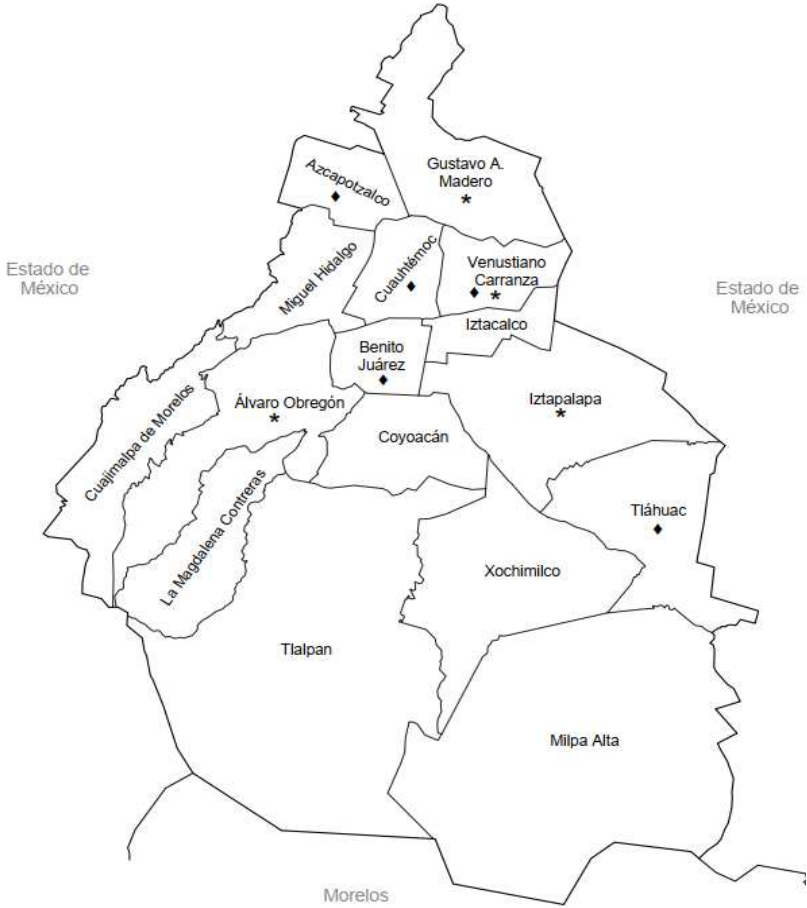 Gustavo A.
Madero
*
Azcapotzalco
♦
Estado de
México
Miguel Hidalgo
Cuauhtémoc
♦
Venustiano
Carranza
♦ *
Estado de
México
Iztacalco
Benito
Juárez
♦
Cuajimalpa de Morelos
Álvaro Obregón
*
Iztapalapa
*
Coyoacán
La Magdalena Contreras
Tláhuac
♦
Xochimilco
Tlalpan
Milpa Alta
Morelos